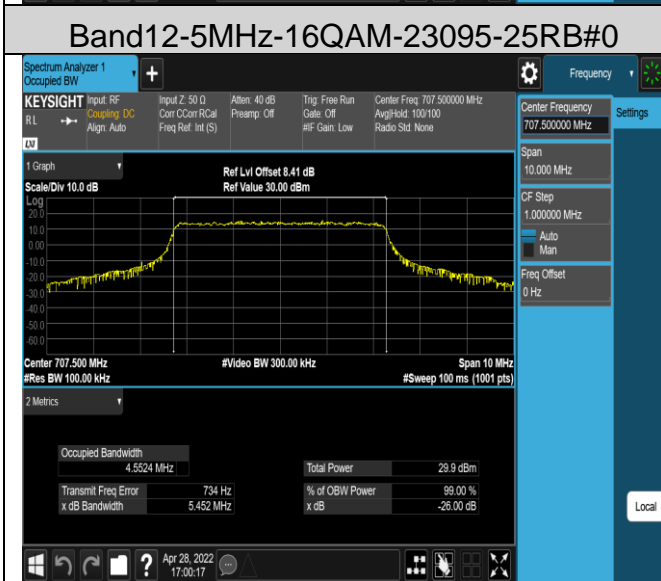 Band12-5MHz-16QAM-23095-25RB#0
Spectrum Analyzer 1
Occupied BW
+
Frequency
KEYSIGHT
RL
Input: RF
Coupling: DC
Align: Auto
Input Z: 50 Ω
Corr CCorr RCal
Freq Ref: Int (S)
Atten: 40 dB
Preamp: Off
Trig: Free Run
Gate: Off
#IF Gain: Low
Center Freq: 707.500000 MHz
Avg|Hold: 100/100
Radio Std: None
Center Frequency
707.500000 MHz
Settings
Span
10.000 MHz
CF Step
1.000000 MHz
Auto
Man
Freq Offset
0 Hz
1 Graph
Scale/Div 10.0 dB
Ref Lvl Offset 8.41 dB
Ref Value 30.00 dBm
Log
20.0
10.0
0.00
-10.0
-20.0
-30.0
-40.0
-50.0
-60.0
Center 707.500 MHz
#Video BW 300.00 kHz
Span 10 MHz
#Res BW 100.00 kHz
#Sweep 100 ms (1001 pts)
2 Metrics
Occupied Bandwidth
4.5524 MHz
Total Power 29.9 dBm
Transmit Freq Error 734 Hz
% of OBW Power 99.00 %
x dB Bandwidth 5.452 MHz
x dB -26.00 dB
Local
?
Apr 28, 2022
17:00:17